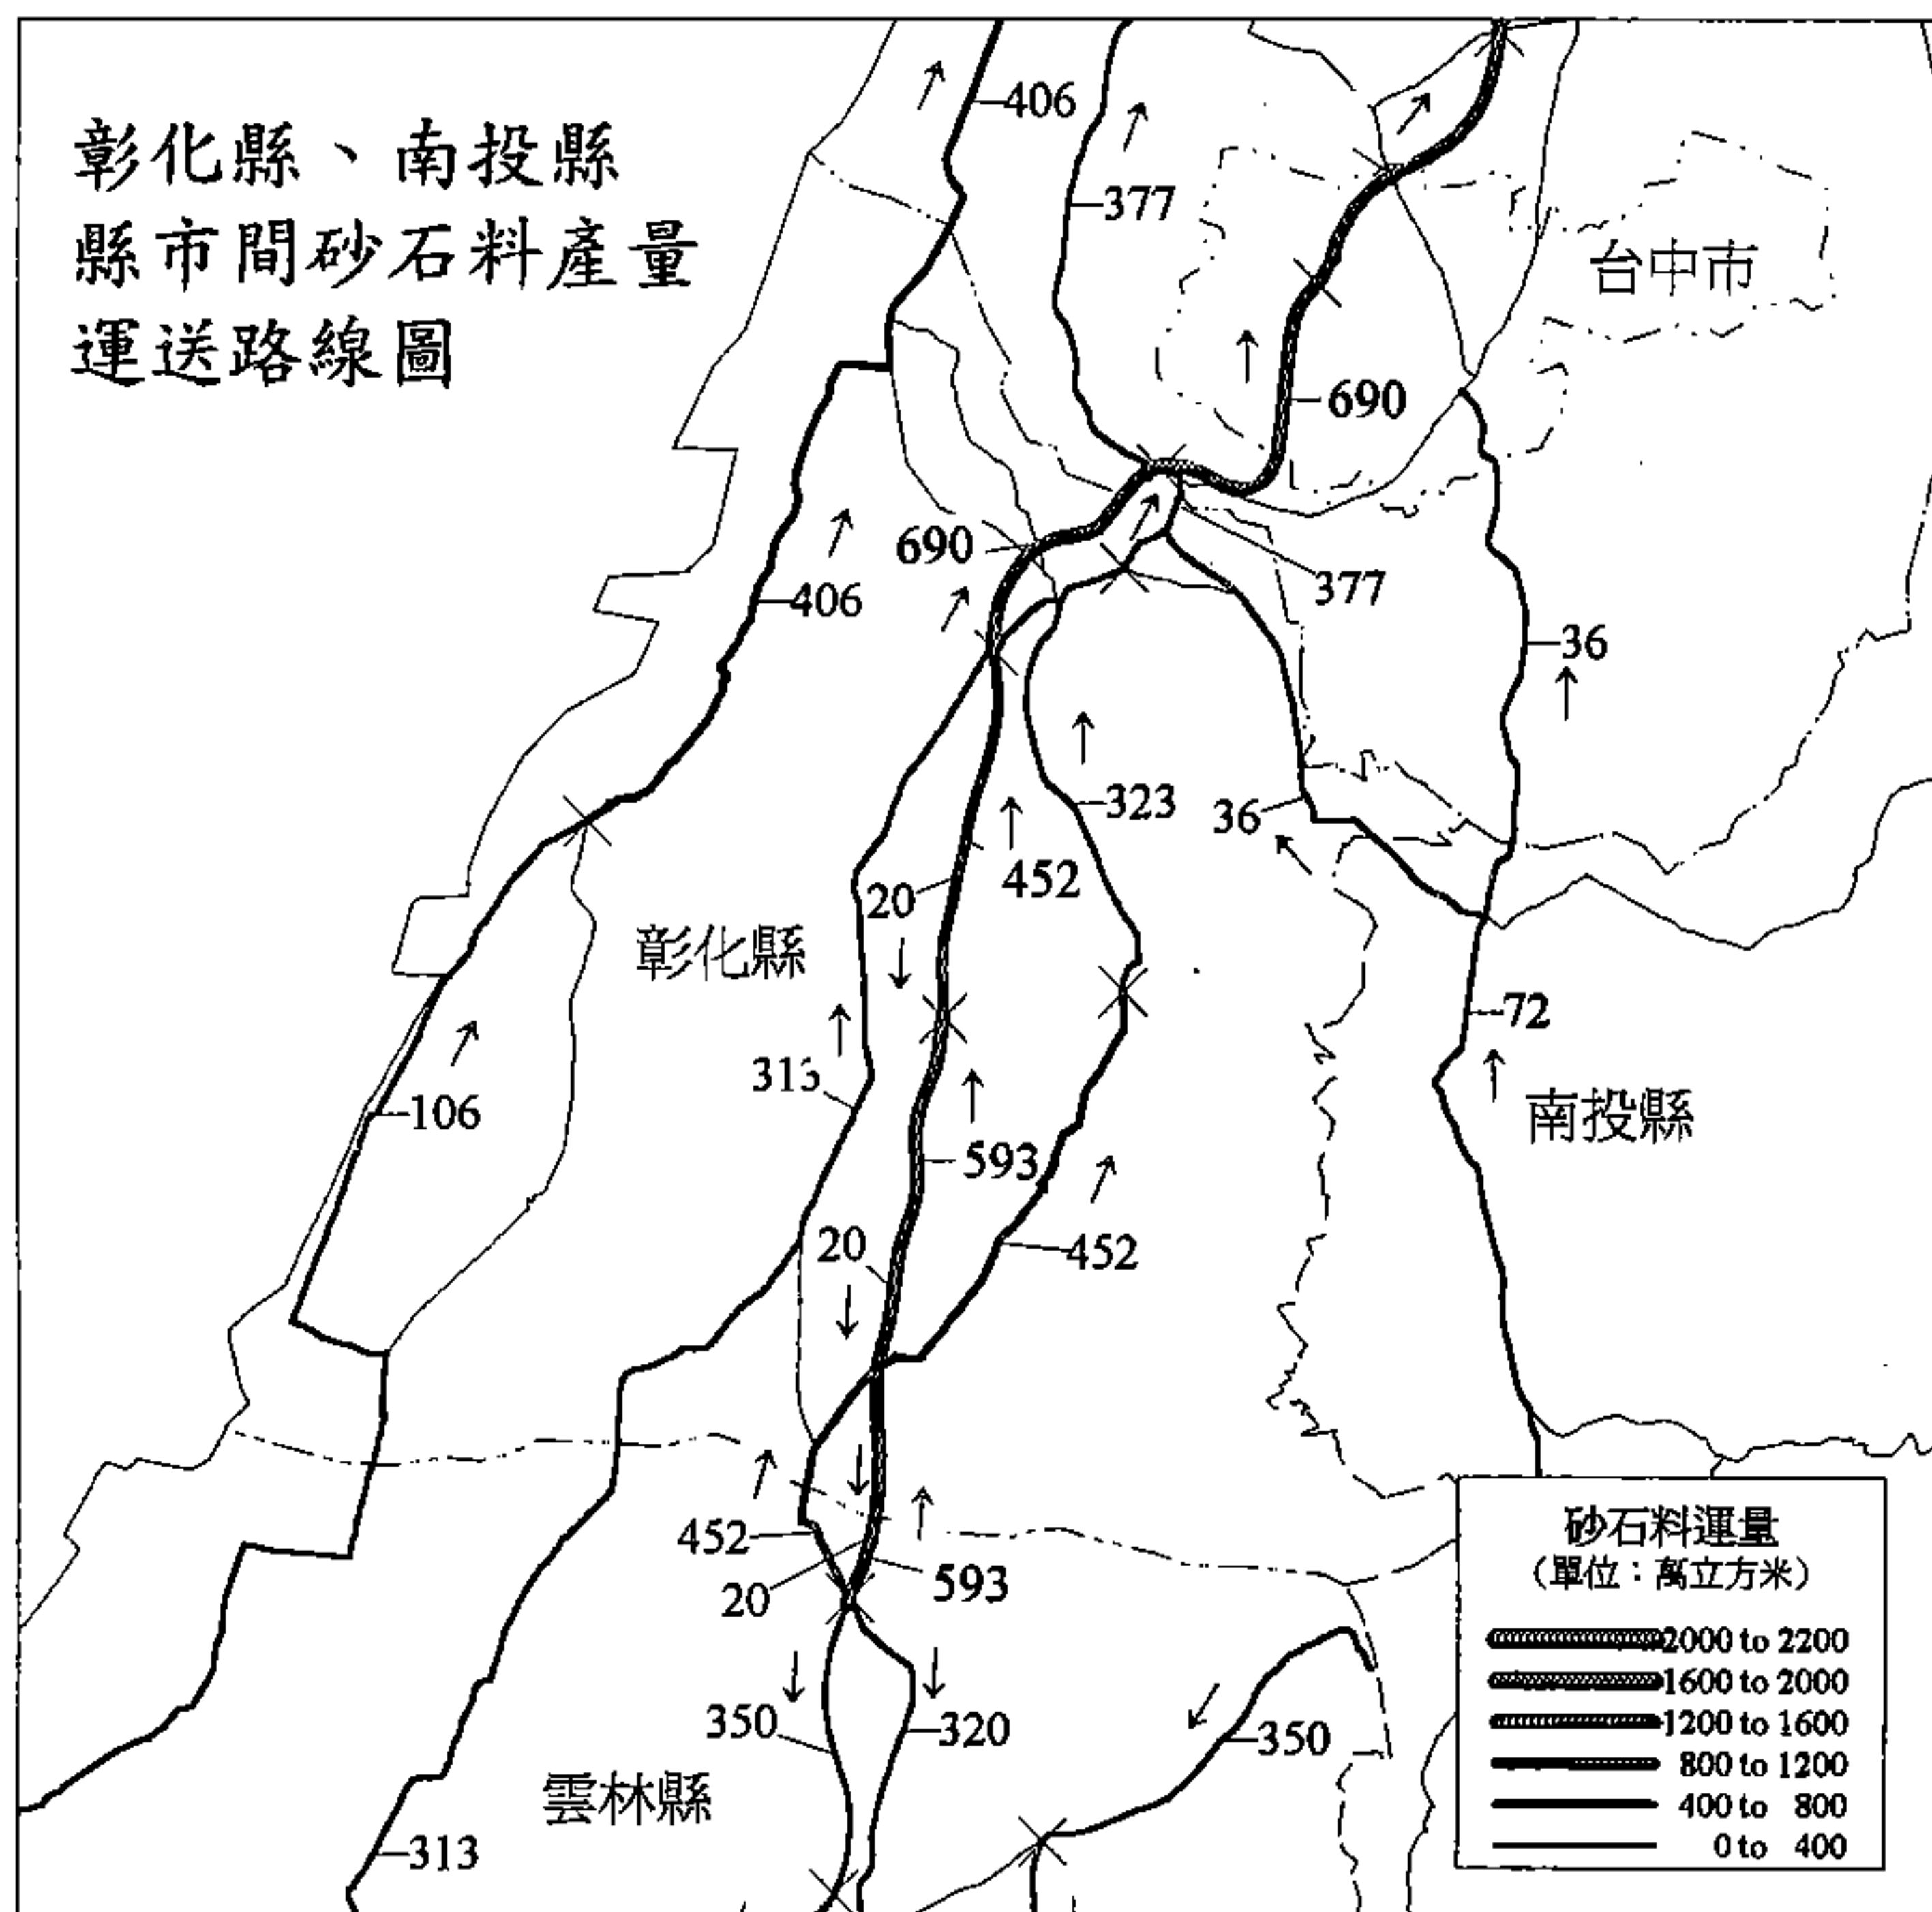 彰化縣、南投縣
縣市間砂石料產量
運送路線圖
406
377
台中市
690
690
377
406
36
323
36
452
20
彰化縣
72
313
106
南投縣
593
20
452
452
593
20
砂石料運量
(單位：萬立方米)
2000 to 2200
1600 to 2000
1200 to 1600
800 to 1200
400 to 800
0 to 400
350
320
350
雲林縣
313